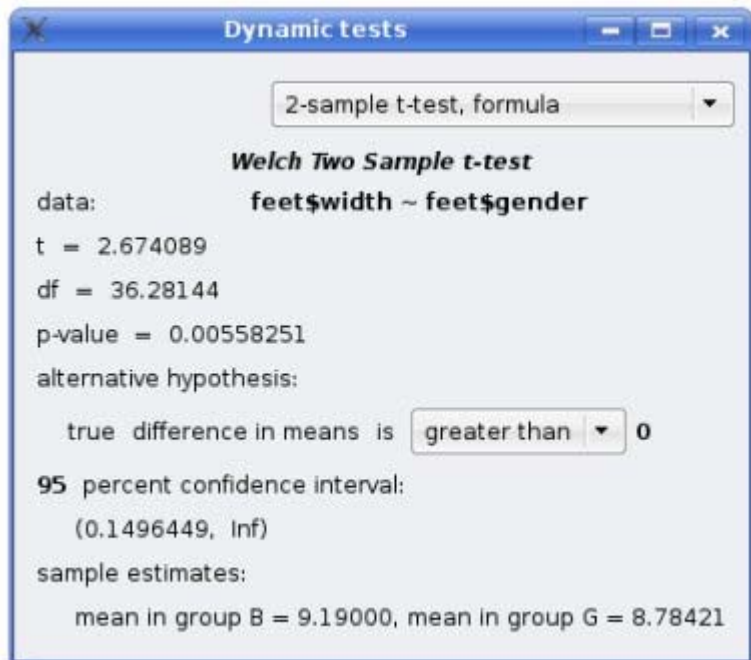 Dynamic tests
2-sample t-test, formula
Welch Two Sample t-test
data: feet$width ~ feet$gender
t = 2.674089
df = 36.28144
p-value = 0.00558251
alternative hypothesis:
true difference in means is greater than 0
95 percent confidence interval:
(0.1496449, Inf)
sample estimates:
mean in group B = 9.19000, mean in group G = 8.78421